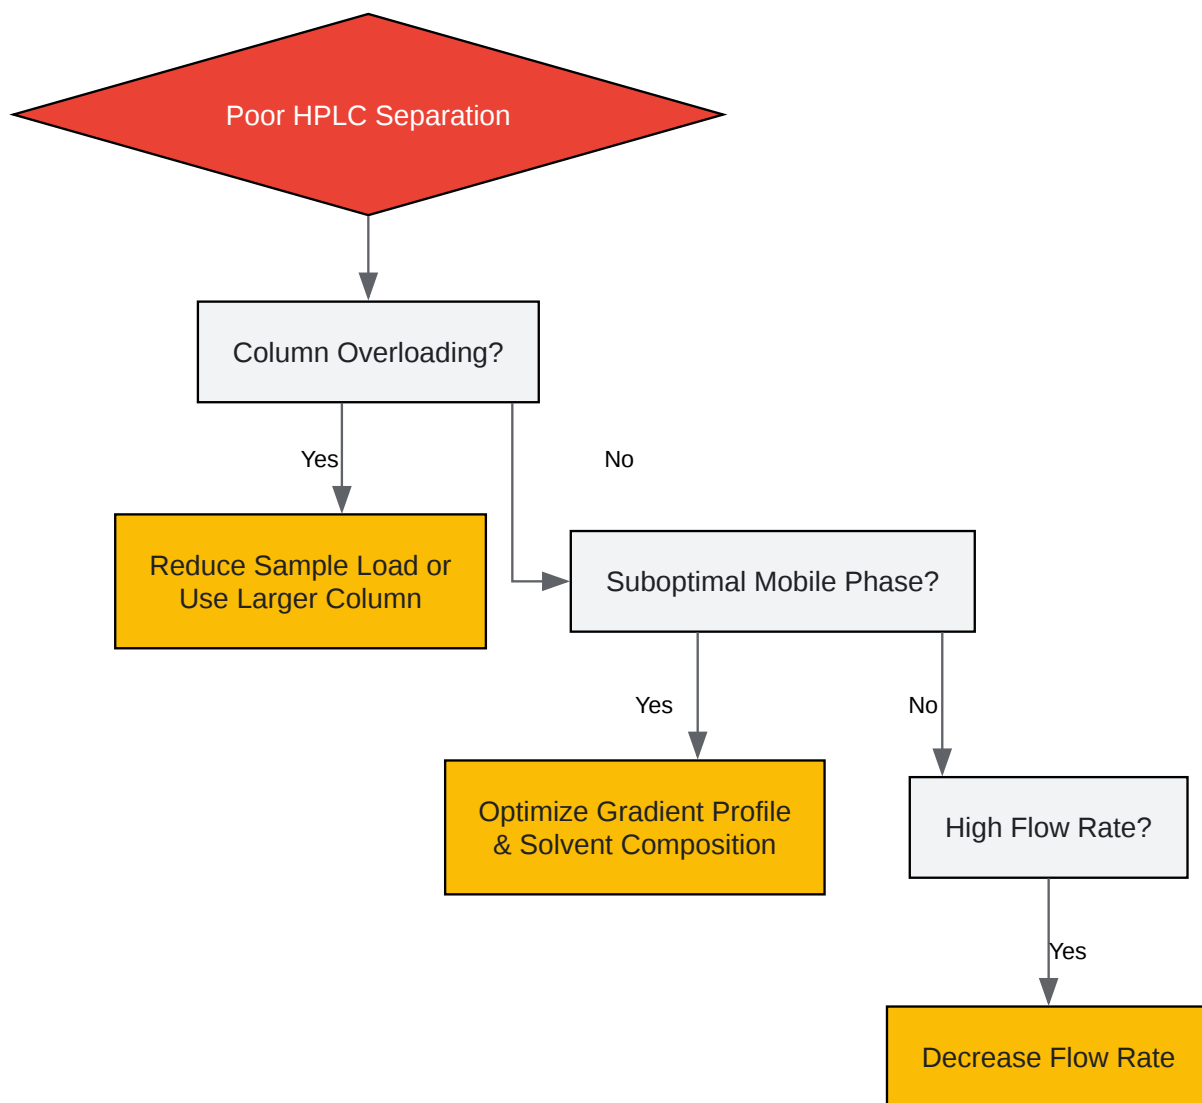 Poor HPLC Separation
Column Overloading?
Yes
No
Reduce Sample Load or
Use Larger Column
Suboptimal Mobile Phase?
Yes
No
Optimize Gradient Profile
& Solvent Composition
High Flow Rate?
Yes
Decrease Flow Rate